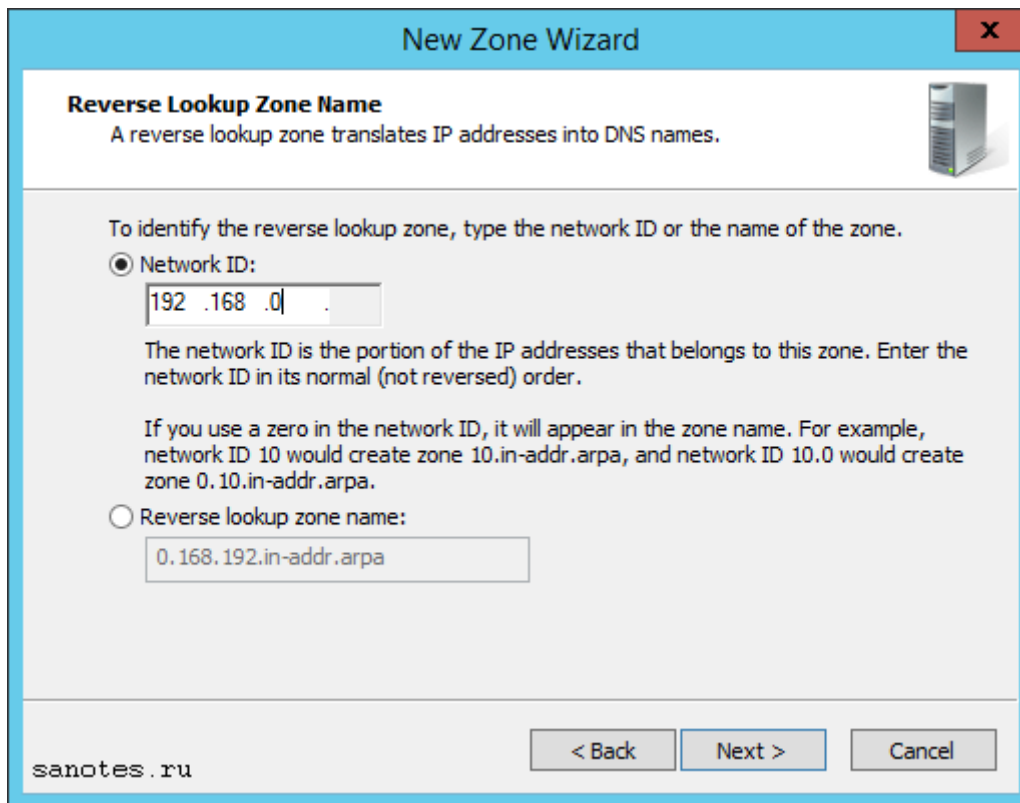 New Zone Wizard
x
Reverse Lookup Zone Name
A reverse lookup zone translates IP addresses into DNS names.
To identify the reverse lookup zone, type the network ID or the name of the zone.
Network ID:
192 .168 .0 .
The network ID is the portion of the IP addresses that belongs to this zone. Enter the
network ID in its normal (not reversed) order.
If you use a zero in the network ID, it will appear in the zone name. For example,
network ID 10 would create zone 10.in-addr.arpa, and network ID 10.0 would create
zone 0.10.in-addr.arpa.
Reverse lookup zone name:
0.168.192.in-addr.arpa
< Back Next > Cancel
sanotes.ru